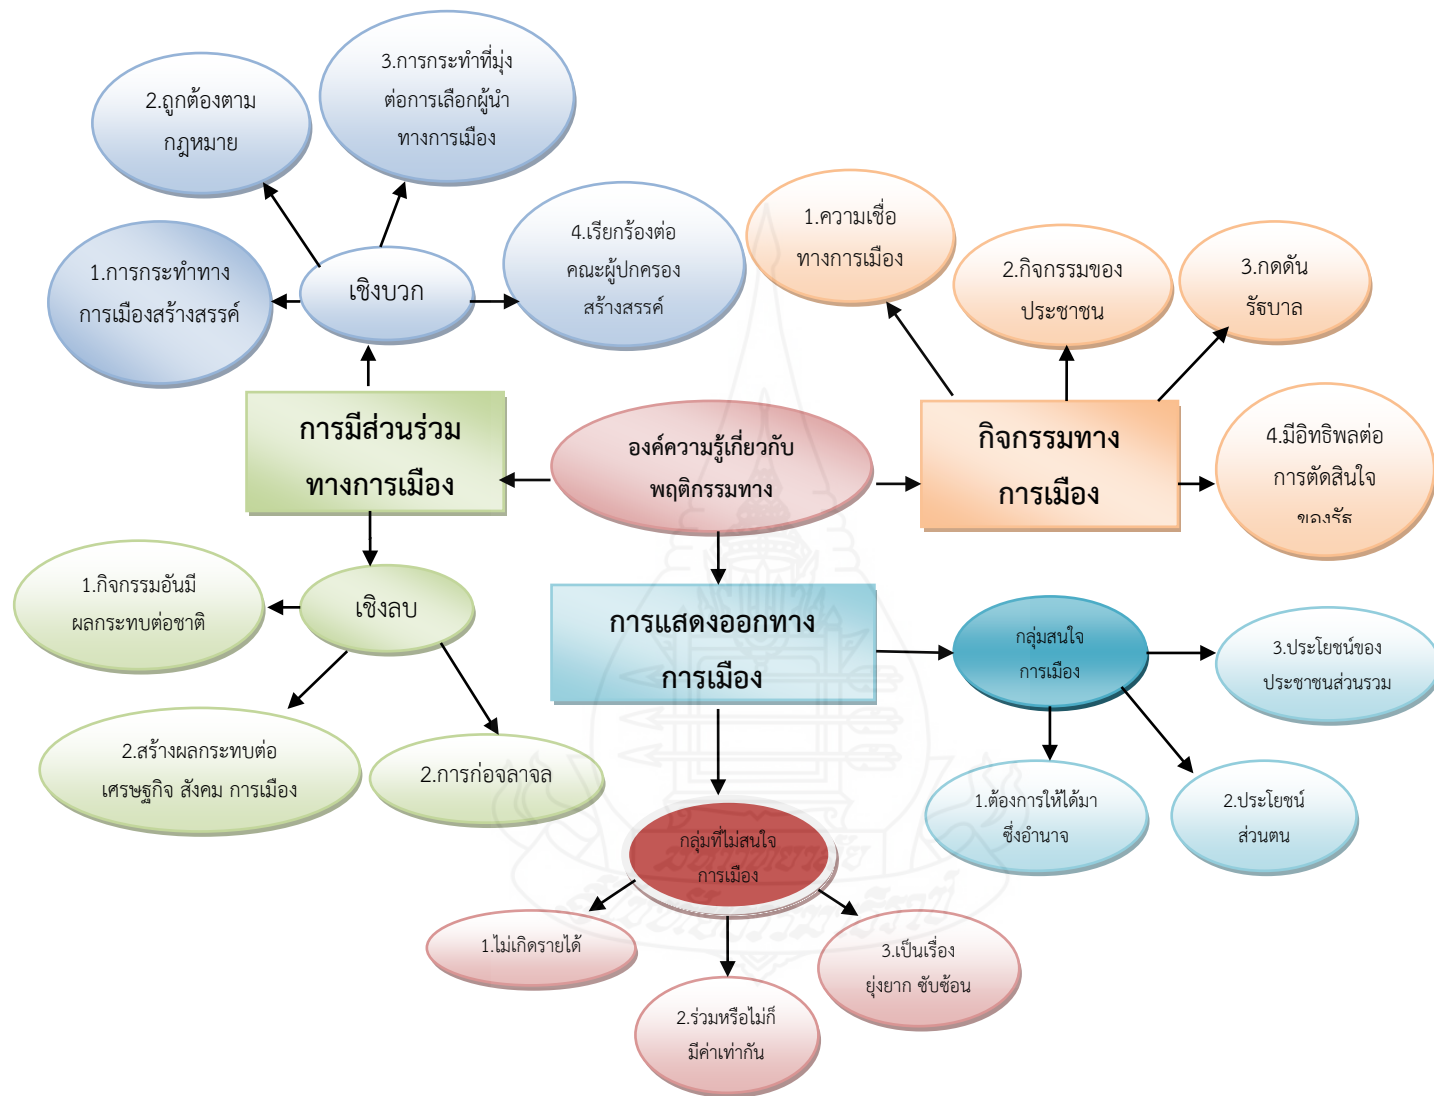 3.การกระทำที่มุ่ง
ต่อการเลือกผู้นำ
ทางการเมือง
2.ถูกต้องตาม
กฎหมาย
1.การกระทำทาง
การเมืองสร้างสรรค์
เชิงบวก
4.เรียกร้องต่อ
คณะผู้ปกครอง
สร้างสรรค์
1.ความเชื่อ
ทางการเมือง
2.กิจกรรมของ
ประชาชน
3.กดดัน
รัฐบาล
การมีส่วนร่วม
ทางการเมือง
องค์ความรู้เกี่ยวกับ
พฤติกรรมทาง
กิจกรรมทาง
การเมือง
4.มีอิทธิพลต่อ
การตัดสินใจ
ของรัฐ
1.กิจกรรมอันมี
ผลกระทบต่อชาติ
เชิงลบ
2.สร้างผลกระทบต่อ
เศรษฐกิจ สังคม การเมือง
2.การก่อจลาจล
การแสดงออกทาง
การเมือง
กลุ่มสนใจ
การเมือง
3.ประโยชน์ของ
ประชาชนส่วนรวม
1.ต้องการให้ได้มา
ซึ่งอำนาจ
2.ประโยชน์
ส่วนตน
กลุ่มที่ไม่สนใจ
การเมือง
1.ไม่เกิดรายได้
2.ร่วมหรือไม่ก็
มีค่าเท่ากัน
3.เป็นเรื่อง
ยุ่งยาก ซับซ้อน